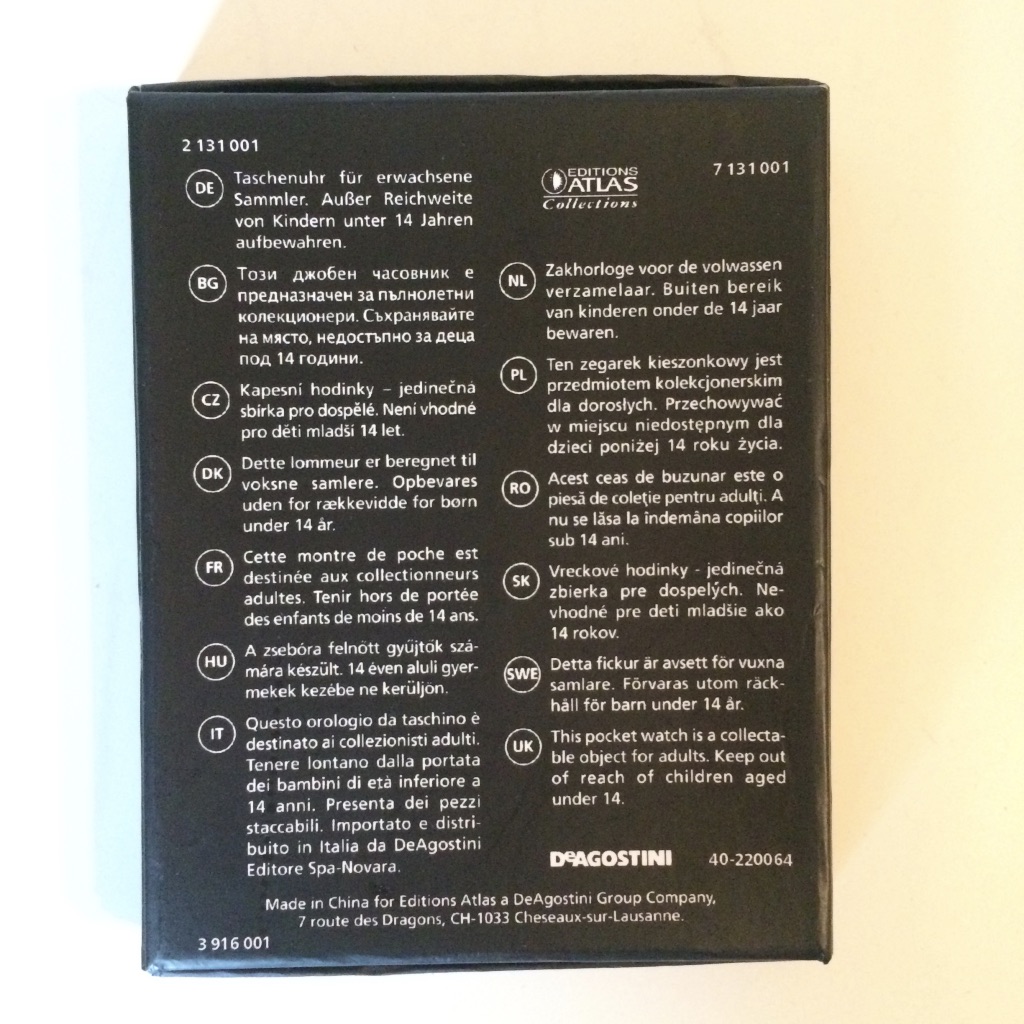 2 131 001
DE
Taschenuhr für erwachsene
Sammler. Außer Reichweite
von Kindern unter 14 Jahren
aufbewahren.
BG
Този джобен часовник е
предназначен за пълнолетни
колекционери. Съхранявайте
на място, недостъпно за деца
под 14 години.
CZ
Kapesní hodinky – jedinečná
sbírka pro dospělé. Není vhodné
pro děti mladší 14 let.
DK
Dette lommeur er beregnet til
voksne samlere. Opbevares
uden for rækkevidde for børn
under 14 år.
FR
Cette montre de poche est
destinée aux collectionneurs
adultes. Tenir hors de portée
des enfants de moins de 14 ans.
HU
A zsebóra felnőtt gyűjtők szá-
mára készült. 14 éven aluli gyer-
mekek kezébe ne kerüljön.
IT
Questo orologio da taschino è
destinato ai collezionisti adulti.
Tenere lontano dalla portata
dei bambini di età inferiore a
14 anni. Presenta dei pezzi
staccabili. Importato e distri-
buito in Italia da DeAgostini
Editore Spa-Novara.
EDITIONS
ATLAS
Collections
7 131 001
NL
Zakhorloge voor de volwassen
verzamelaar. Buiten bereik
van kinderen onder de 14 jaar
bewaren.
PL
Ten zegarek kieszonkowy jest
przedmiotem kolekcjonerskim
dla dorosłych. Przechowywać
w miejscu niedostępnym dla
dzieci poniżej 14 roku życia.
RO
Acest ceas de buzunar este o
piesă de coleţie pentru adulţi. A
nu se lăsa la îndemâna copiilor
sub 14 ani.
SK
Vreckové hodinky - jedinečná
zbierka pre dospelých. Ne-
vhodné pre deti mladšie ako
14 rokov.
SWE
Detta fickur är avsett för vuxna
samlare. Förvaras utom räck-
håll för barn under 14 år.
UK
This pocket watch is a collecta-
ble object for adults. Keep out
of reach of children aged
under 14.
DeAGOSTINI
40-220064
Made in China for Editions Atlas a DeAgostini Group Company,
7 route des Dragons, CH-1033 Cheseaux-sur-Lausanne.
3 916 001